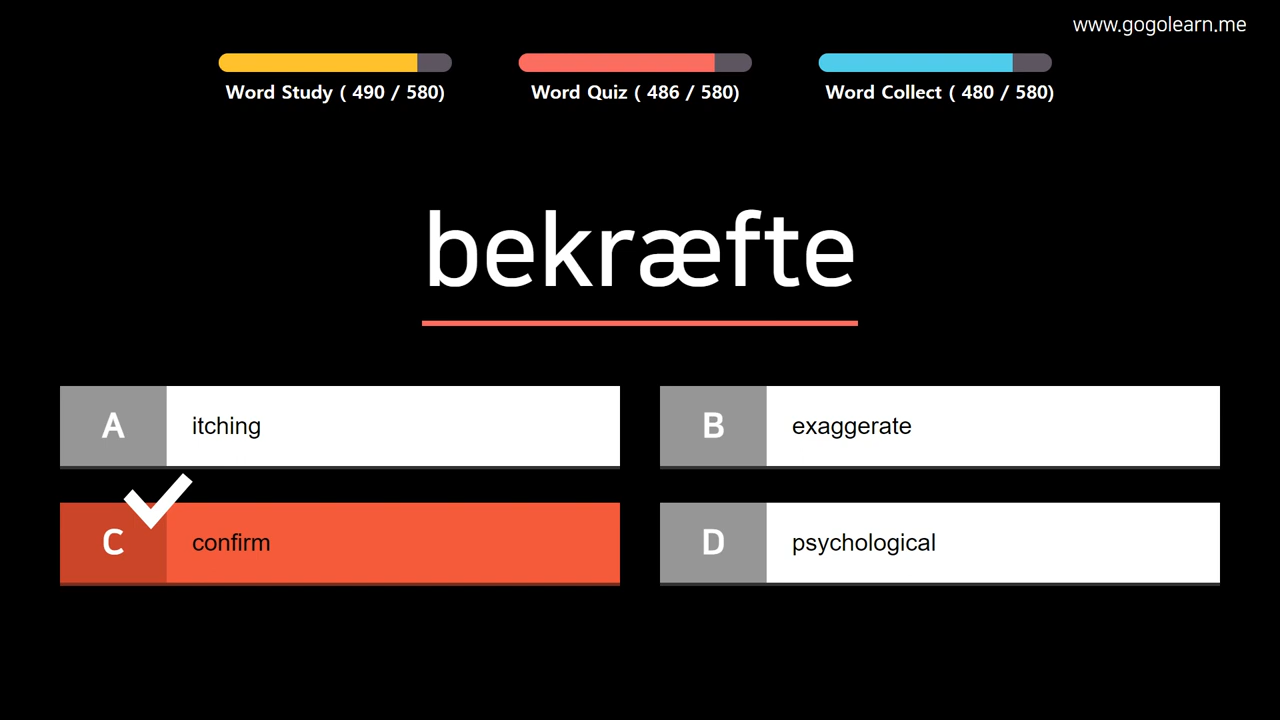 www.gogolearn.me
Word Study ( 490 / 580)
Word Quiz ( 486 / 580)
Word Collect ( 480 / 580)
bekræfte
A itching
B exaggerate
C confirm
D psychological